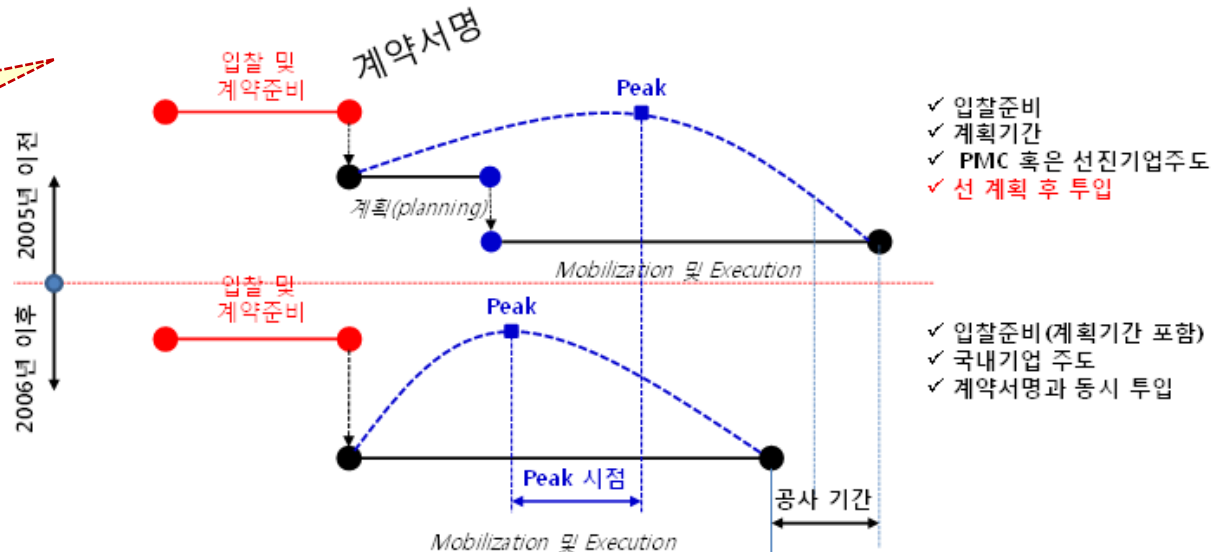 계약서명
입찰 및
계약준비
Peak
2005년 이전
계획(planning)
Mobilization 및 Execution
✓ 입찰준비
✓ 계획기간
✓ PMC 혹은 선진기업주도
✓ 선 계획 후 투입
2006년 이후
입찰 및
계약준비
Peak
Peak 시점
공사 기간
Mobilization 및 Execution
✓ 입찰준비(계획기간 포함)
✓ 국내기업 주도
✓ 계약서명과 동시 투입